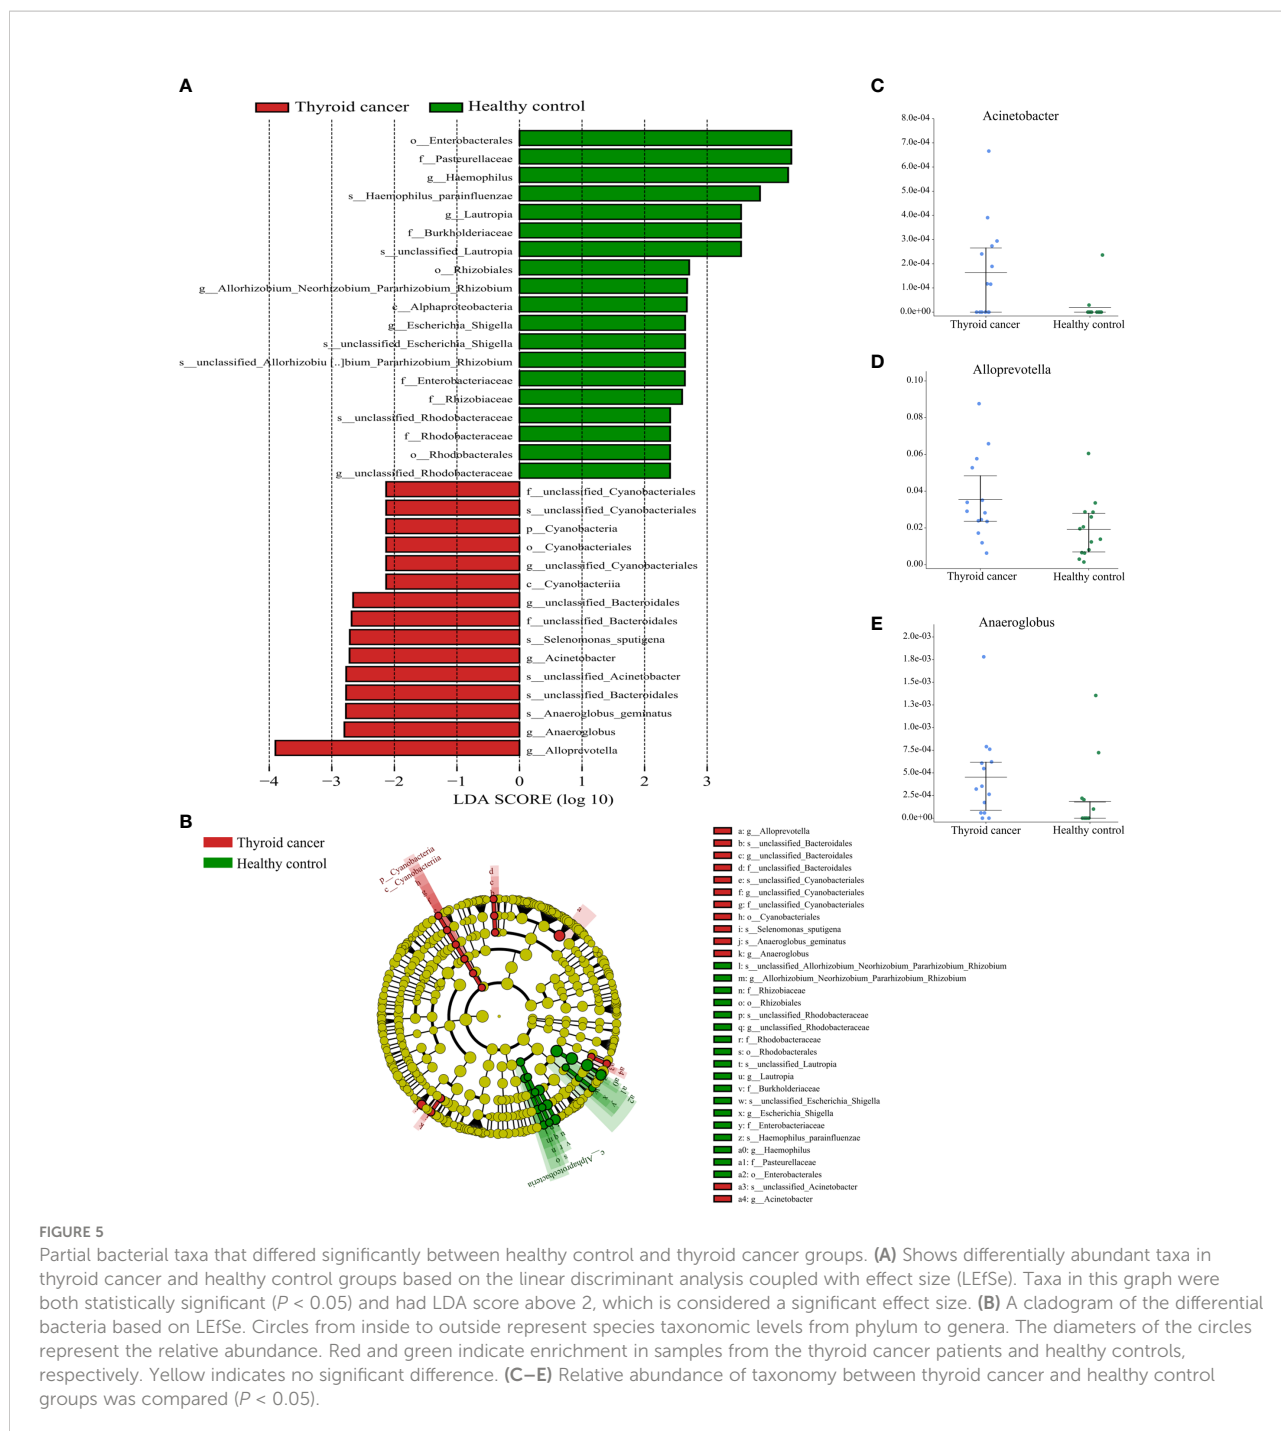 A
Thyroid cancer
Healthy control
o__Enterobacterales
f__Pasteurellaceae
g__Haemophilus
s__Haemophilus_parainfluenzae
g__Lautropia
f__Burkholderiaceae
s__unclassified_Lautropia
o__Rhizobiales
g__Allorhizobium_Neorhizobium_Pararhizobium_Rhizobium
c__Alphaproteobacteria
g__Escherichia_Shigella
s__unclassified_Escherichia_Shigella
s__unclassified_Allorhizobiu [..]bium_Pararhizobium_Rhizobium
f__Enterobacteriaceae
f__Rhizobiaceae
s__unclassified_Rhodobacteraceae
f__Rhodobacteraceae
o__Rhodobacterales
g__unclassified_Rhodobacteraceae
f__unclassified_Cyanobacteriales
s__unclassified_Cyanobacteriales
p__Cyanobacteria
o__Cyanobacteriales
g__unclassified_Cyanobacteriales
c__Cyanobacteriia
g__unclassified_Bacteroidales
f__unclassified_Bacteroidales
s__Selenomonas_sputigena
g__Acinetobacter
s__unclassified_Acinetobacter
s__unclassified_Bacteroidales
s__Anaeroglobus_geminatus
g__Anaeroglobus
g__Alloprevotella
−4 −3 −2 −1 0 1 2 3
LDA SCORE (log 10)
C
Acinetobacter
8.0e-04
7.0e-04
6.0e-04
5.0e-04
4.0e-04
3.0e-04
2.0e-04
1.0e-04
0.0e+00
Thyroid cancer Healthy control
D
Alloprevotella
0.10
0.08
0.06
0.04
0.02
0.00
Thyroid cancer Healthy control
E
Anaeroglobus
2.0e-03
1.8e-03
1.5e-03
1.3e-03
1.0e-03
7.5e-04
5.0e-04
2.5e-04
0.0e+00
Thyroid cancer Healthy control
B
Thyroid cancer
Healthy control
p__Cyanobacteria
c__Cyanobacteriia
d
c
b
a
c__Alphaproteobacteria
a: g__Alloprevotella
b: s__unclassified_Bacteroidales
c: g__unclassified_Bacteroidales
d: f__unclassified_Bacteroidales
e: s__unclassified_Cyanobacteriales
f: g__unclassified_Cyanobacteriales
g: f__unclassified_Cyanobacteriales
h: o__Cyanobacteriales
i: s__Selenomonas_sputigena
j: s__Anaeroglobus_geminatus
k: g__Anaeroglobus
l: s__unclassified_Allorhizobium_Neorhizobium_Pararhizobium_Rhizobium
m: g__Allorhizobium_Neorhizobium_Pararhizobium_Rhizobium
n: f__Rhizobiaceae
o: o__Rhizobiales
p: s__unclassified_Rhodobacteraceae
q: g__unclassified_Rhodobacteraceae
r: f__Rhodobacteraceae
s: o__Rhodobacterales
t: s__unclassified_Lautropia
u: g__Lautropia
v: f__Burkholderiaceae
w: s__unclassified_Escherichia_Shigella
x: g__Escherichia_Shigella
y: f__Enterobacteriaceae
z: s__Haemophilus_parainfluenzae
a0: g__Haemophilus
a1: f__Pasteurellaceae
a2: o__Enterobacterales
a3: s__unclassified_Acinetobacter
a4: g__Acinetobacter
FIGURE 5
Partial bacterial taxa that differed significantly between healthy control and thyroid cancer groups. (A) Shows differentially abundant taxa in
thyroid cancer and healthy control groups based on the linear discriminant analysis coupled with effect size (LEfSe). Taxa in this graph were
both statistically significant (P < 0.05) and had LDA score above 2, which is considered a significant effect size. (B) A cladogram of the differential
bacteria based on LEfSe. Circles from inside to outside represent species taxonomic levels from phylum to genera. The diameters of the circles
represent the relative abundance. Red and green indicate enrichment in samples from the thyroid cancer patients and healthy controls,
respectively. Yellow indicates no significant difference. (C–E) Relative abundance of taxonomy between thyroid cancer and healthy control
groups was compared (P < 0.05).